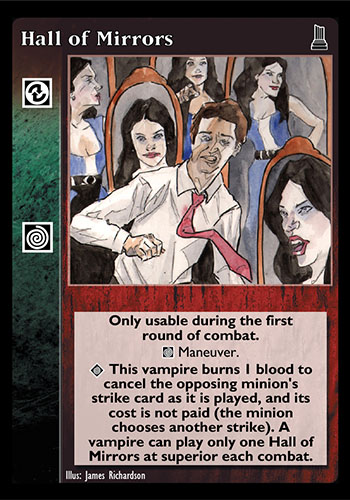 Hall of Mirrors
Only usable during the first
round of combat.
Maneuver.
This vampire burns 1 blood to
cancel the opposing minion's
strike card as it is played, and its
cost is not paid (the minion
chooses another strike). A
vampire can play only one Hall of
Mirrors at superior each combat.
Illus: James Richardson